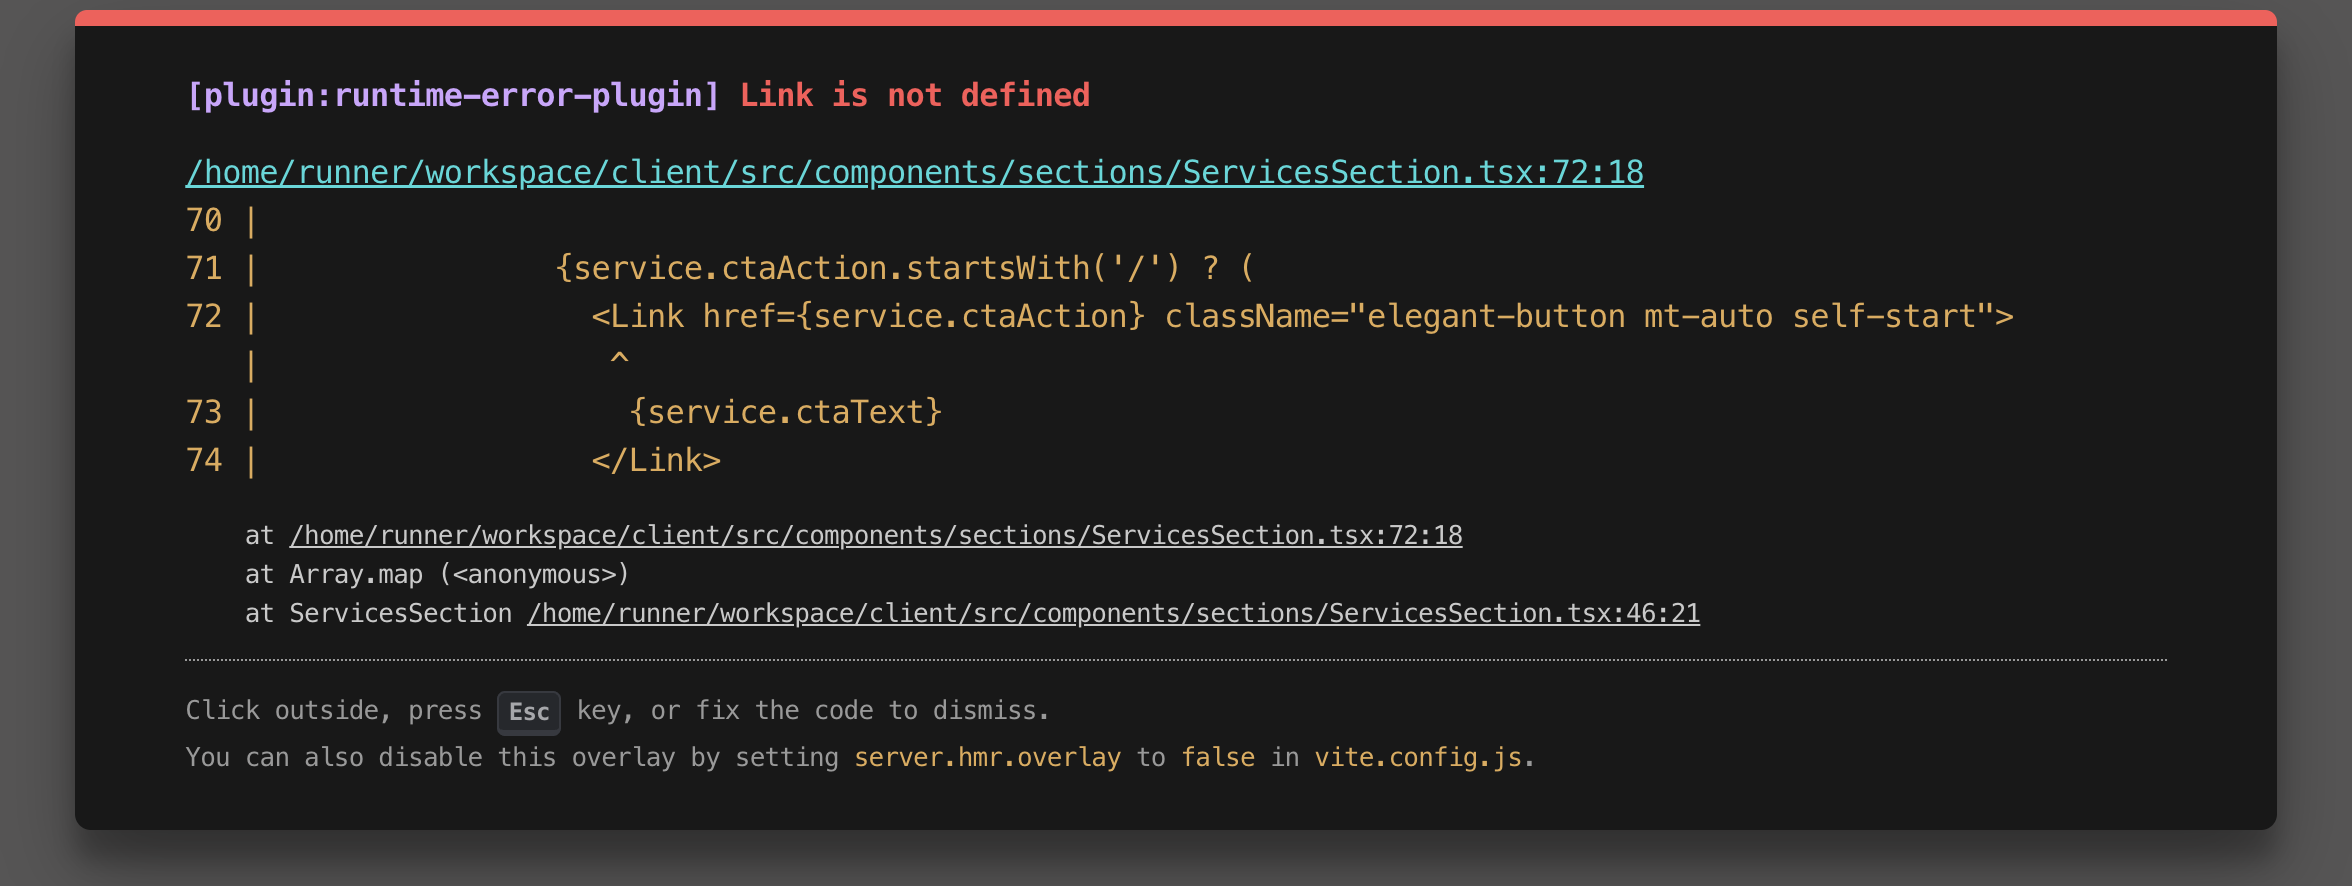 [plugin:runtime-error-plugin] Link is not defined
/home/runner/workspace/client/src/components/sections/ServicesSection.tsx:72:18
70 |
71 |                {service.ctaAction.startsWith('/') ? (
72 |                  <Link href={service.ctaAction} className="elegant-button mt-auto self-start">
   |                   ^
73 |                    {service.ctaText}
74 |                  </Link>
at /home/runner/workspace/client/src/components/sections/ServicesSection.tsx:72:18
at Array.map (<anonymous>)
at ServicesSection /home/runner/workspace/client/src/components/sections/ServicesSection.tsx:46:21
Click outside, press Esc key, or fix the code to dismiss.
You can also disable this overlay by setting server.hmr.overlay to false in vite.config.js.